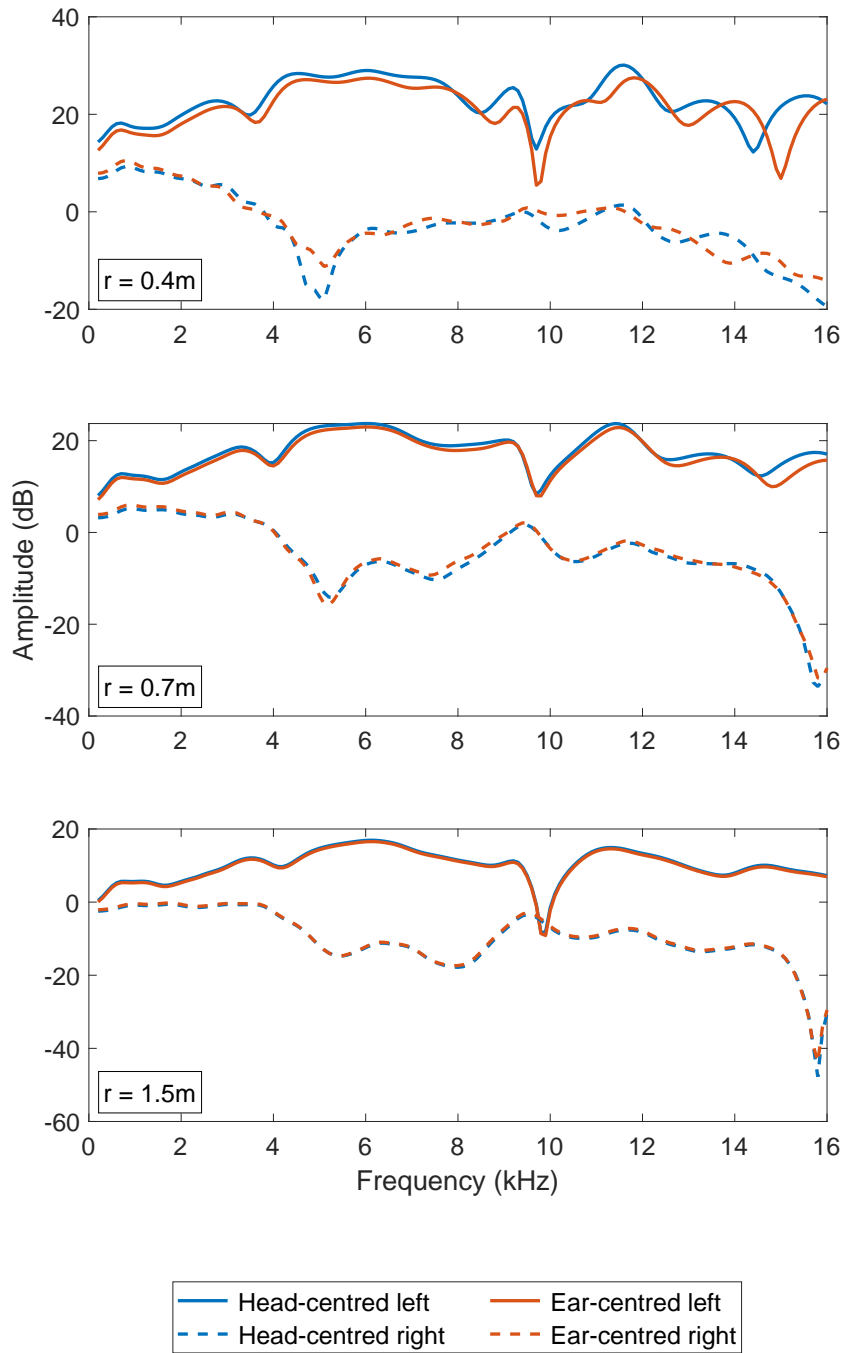 40
20
0
-20
r = 0.4m
0 2 4 6 8 10 12 14 16
20
0
-20
-40
Amplitude (dB)
r = 0.7m
0 2 4 6 8 10 12 14 16
20
0
-20
-40
-60
r = 1.5m
0 2 4 6 8 10 12 14 16
Frequency (kHz)
Head-centred left Ear-centred left
Head-centred right Ear-centred right